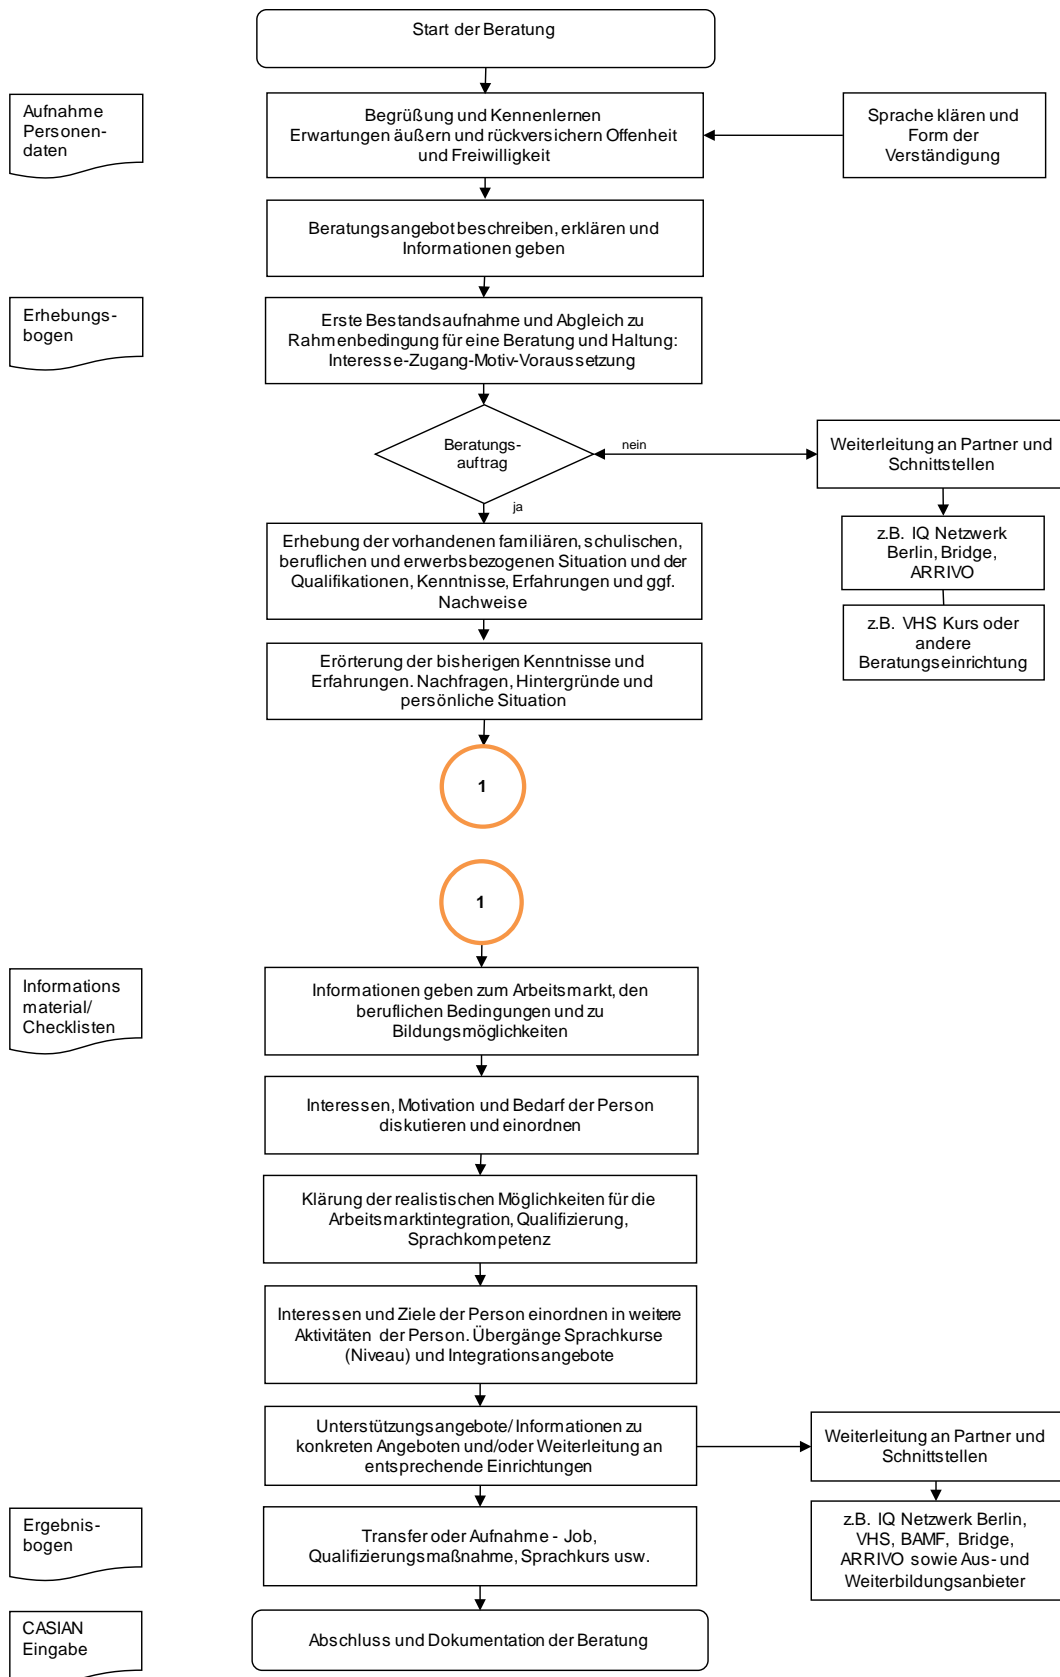 Start der Beratung
Aufnahme
Personen-
daten
Begrüßung und Kennenlernen
Erwartungen äußern und rückversichern Offenheit
und Freiwilligkeit
Sprache klären und
Form der
Verständigung
Beratungsangebot beschreiben, erklären und
Informationen geben
Erhebungs-
bogen
Erste Bestandsaufnahme und Abgleich zu
Rahmenbedingung für eine Beratung und Haltung:
Interesse-Zugang-Motiv-Voraussetzung
Beratungs-
auftrag
nein
Weiterleitung an Partner und
Schnittstellen
ja
z.B. IQ Netzwerk
Berlin, Bridge,
ARRIVO
Erhebung der vorhandenen familiären, schulischen,
beruflichen und erwerbsbezogenen Situation und der
Qualifikationen, Kenntnisse, Erfahrungen und ggf.
Nachweise
z.B. VHS Kurs oder
andere
Beratungseinrichtung
Erörterung der bisherigen Kenntnisse und
Erfahrungen. Nachfragen, Hintergründe und
persönliche Situation
1
1
Informations
material/
Checklisten
Informationen geben zum Arbeitsmarkt, den
beruflichen Bedingungen und zu
Bildungsmöglichkeiten
Interessen, Motivation und Bedarf der Person
diskutieren und einordnen
Klärung der realistischen Möglichkeiten für die
Arbeitsmarktintegration, Qualifizierung,
Sprachkompetenz
Interessen und Ziele der Person einordnen in weitere
Aktivitäten der Person. Übergänge Sprachkurse
(Niveau) und Integrationsangebote
Unterstützungsangebote/ Informationen zu
konkreten Angeboten und/oder Weiterleitung an
entsprechende Einrichtungen
Weiterleitung an Partner und
Schnittstellen
Ergebnis-
bogen
Transfer oder Aufnahme - Job,
Qualifizierungsmaßnahme, Sprachkurs usw.
z.B. IQ Netzwerk Berlin,
VHS, BAMF, Bridge,
ARRIVO sowie Aus- und
Weiterbildungsanbieter
CASIAN
Eingabe
Abschluss und Dokumentation der Beratung